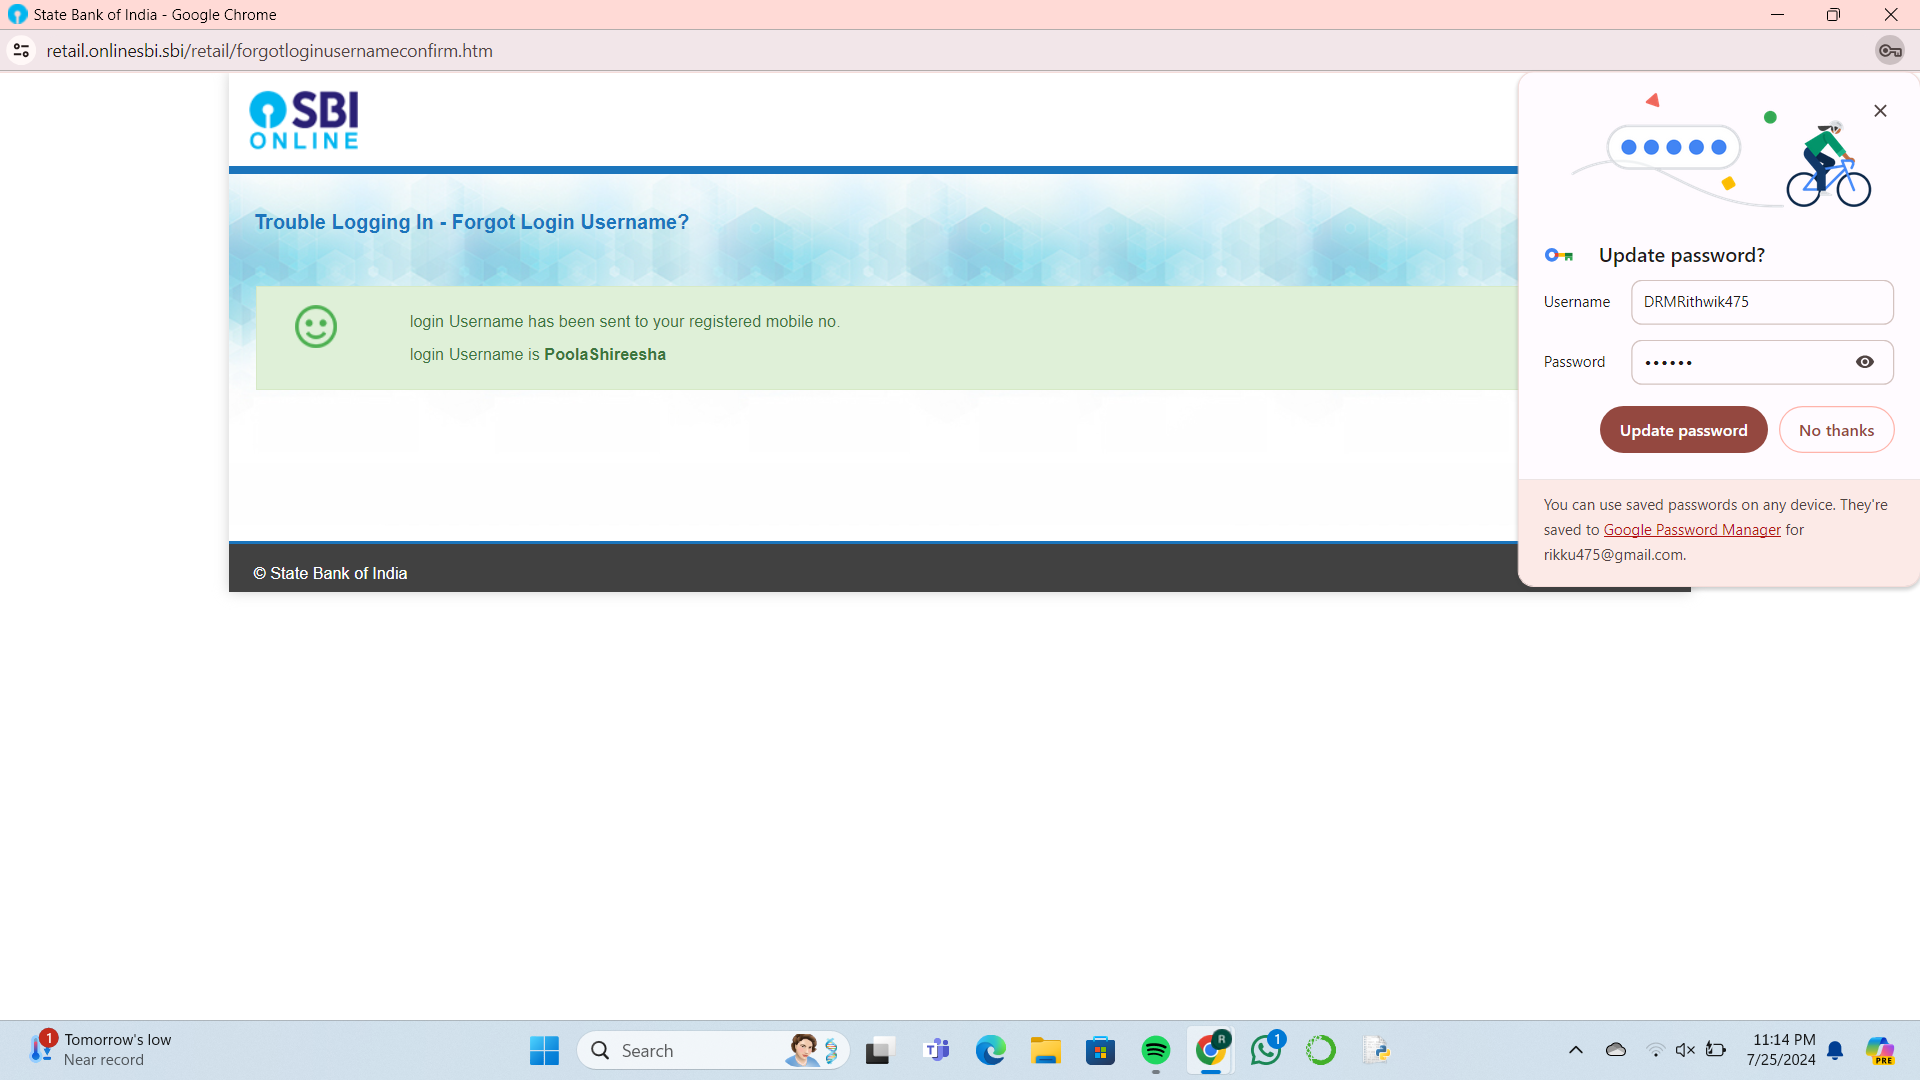 State Bank of India - Google Chrome
retail.onlinesbi.sbi/retail/forgotloginusernameconfirm.htm
SBI
ONLINE
Trouble Logging In - Forgot Login Username?
login Username has been sent to your registered mobile no.
login Username is PoolaShireesha
© State Bank of India
Update password?
Username DRMRithwik475
Password ••••••
Update password No thanks
You can use saved passwords on any device. They're
saved to Google Password Manager for
rikku475@gmail.com.
1
Tomorrow's low
Near record
Search
R
1
11:14 PM
7/25/2024
PRE